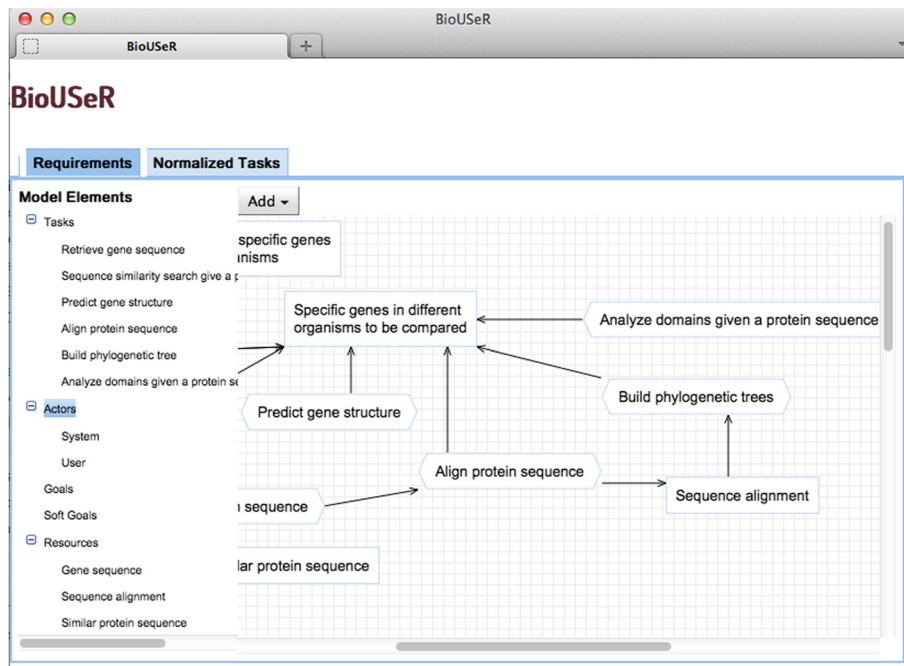 BioUSeR
BioUSeR
BioUSeR
Requirements
Normalized Tasks
Model Elements
Tasks
Retrieve gene sequence
Sequence similarity search give a p
Predict gene structure
Align protein sequence
Build phylogenetic tree
Analyze domains given a protein se
Actors
System
User
Goals
Soft Goals
Resources
Gene sequence
Sequence alignment
Similar protein sequence
Add
specific genes
nisms
Specific genes in different
organisms to be compared
Analyze domains given a protein sequence
Predict gene structure
Build phylogenetic trees
Align protein sequence
sequence
Sequence alignment
lar protein sequence